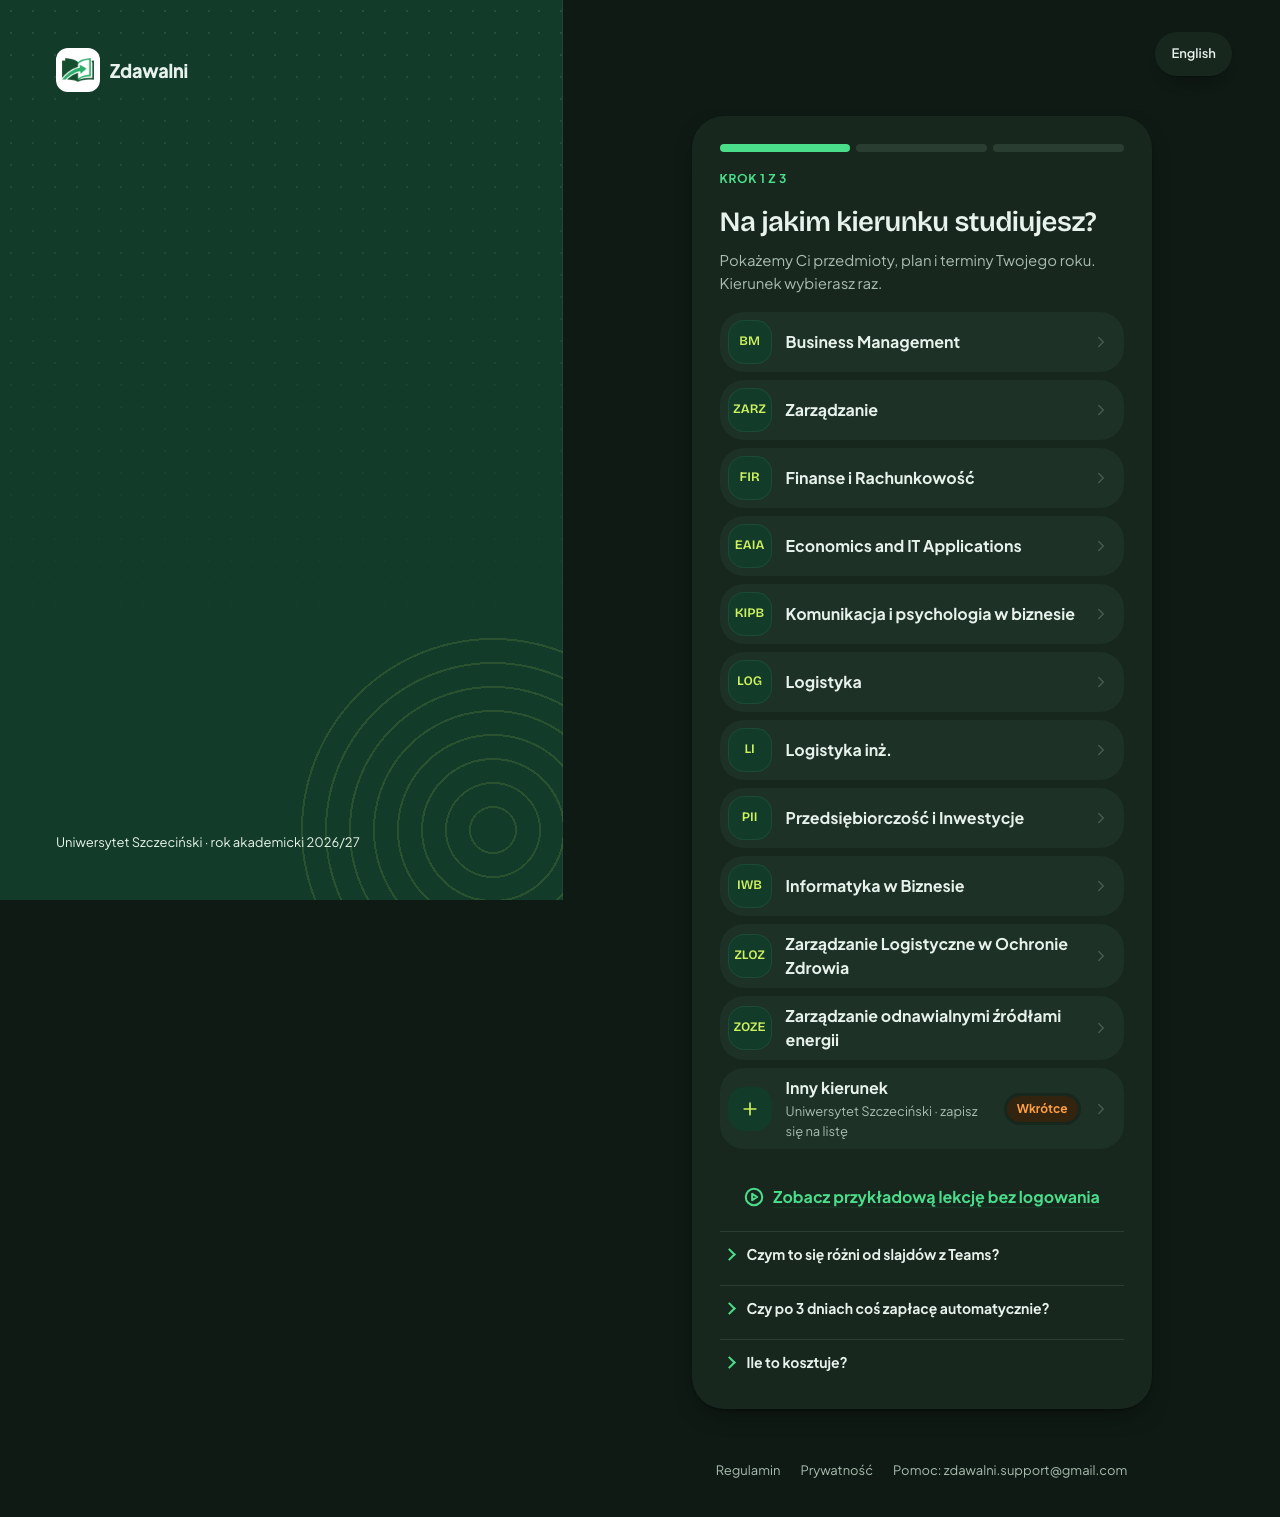 Zdawalni
English
KROK 1 Z 3
Na jakim kierunku studiujesz?
Pokażemy Ci przedmioty, plan i terminy Twojego roku.
Kierunek wybierasz raz.
BM
Business Management
ZARZ
Zarządzanie
FIR
Finanse i Rachunkowość
EAIA
Economics and IT Applications
KIPB
Komunikacja i psychologia w biznesie
LOG
Logistyka
LI
Logistyka inż.
PII
Przedsiębiorczość i Inwestycje
IWB
Informatyka w Biznesie
ZLOZ
Zarządzanie Logistyczne w Ochronie
Zdrowia
ZOZE
Zarządzanie odnawialnymi źródłami
energii
Inny kierunek
Uniwersytet Szczeciński · zapisz
się na listę
Wkrótce
Zobacz przykładową lekcję bez logowania
Czym to się różni od slajdów z Teams?
Czy po 3 dniach coś zapłacę automatycznie?
Ile to kosztuje?
Uniwersytet Szczeciński · rok akademicki 2026/27
Regulamin
Prywatność
Pomoc: zdawalni.support@gmail.com